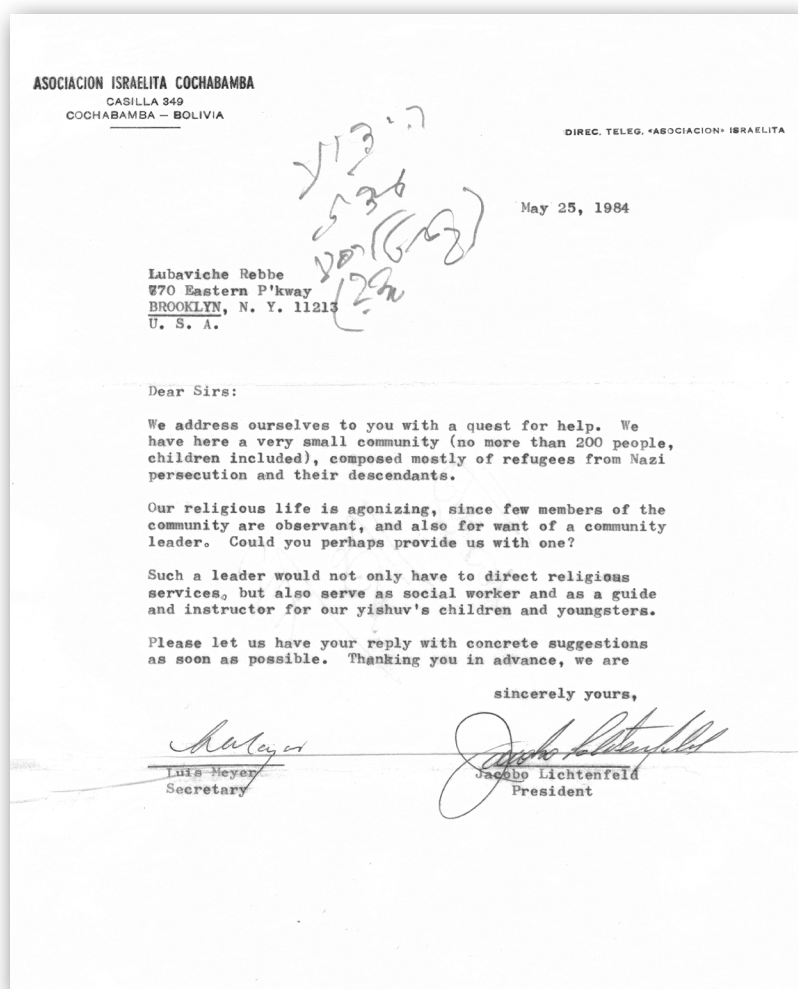 ASOCIACION ISRAELITA COCHABAMBA
CASILLA 349
COCHABAMBA — BOLIVIA
DIREC. TELEG. «ASOCIACION» ISRAELITA
May 25, 1984
Lubaviche Rebbe
770 Eastern P'kway
BROOKLYN, N. Y. 11213
U. S. A.
Dear Sirs:
We address ourselves to you with a quest for help. We
have here a very small community (no more than 200 people,
children included), composed mostly of refugees from Nazi
persecution and their descendants.
Our religious life is agonizing, since few members of the
community are observant, and also for want of a community
leader. Could you perhaps provide us with one?
Such a leader would not only have to direct religious
services, but also serve as social worker and as a guide
and instructor for our yishuv's children and youngsters.
Please let us have your reply with concrete suggestions
as soon as possible. Thanking you in advance, we are
sincerely yours,
Luis Meyer
Secretary
Jacobo Lichtenfeld
President